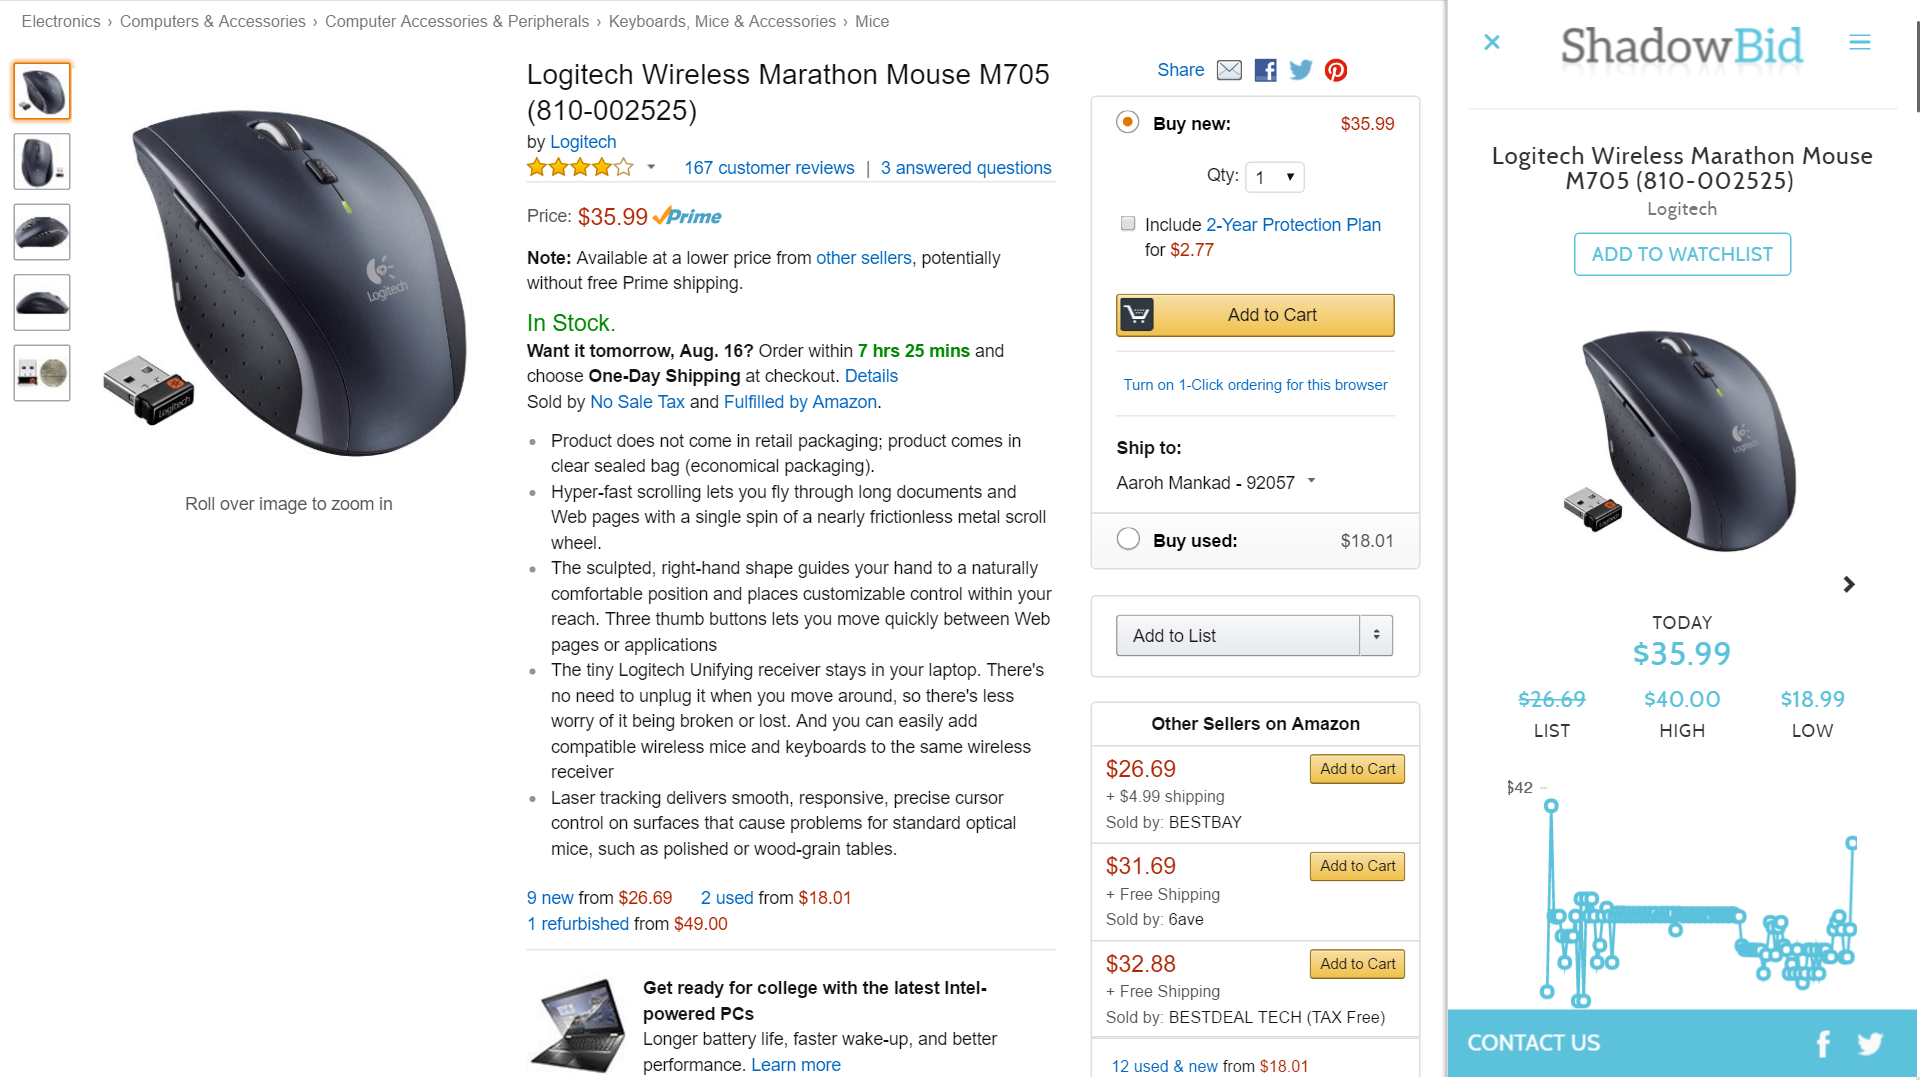 Electronics › Computers & Accessories › Computer Accessories & Peripherals › Keyboards, Mice & Accessories › Mice
Logitech
Logitech
Roll over image to zoom in
Logitech Wireless Marathon Mouse M705
(810-002525)
by Logitech
167 customer reviews | 3 answered questions
Price: $35.99 Prime
Note: Available at a lower price from other sellers, potentially
without free Prime shipping.
In Stock.
Want it tomorrow, Aug. 16? Order within 7 hrs 25 mins and
choose One-Day Shipping at checkout. Details
Sold by No Sale Tax and Fulfilled by Amazon.
Product does not come in retail packaging; product comes in
clear sealed bag (economical packaging).
Hyper-fast scrolling lets you fly through long documents and
Web pages with a single spin of a nearly frictionless metal scroll
wheel.
The sculpted, right-hand shape guides your hand to a naturally
comfortable position and places customizable control within your
reach. Three thumb buttons lets you move quickly between Web
pages or applications
The tiny Logitech Unifying receiver stays in your laptop. There's
no need to unplug it when you move around, so there's less
worry of it being broken or lost. And you can easily add
compatible wireless mice and keyboards to the same wireless
receiver
Laser tracking delivers smooth, responsive, precise cursor
control on surfaces that cause problems for standard optical
mice, such as polished or wood-grain tables.
9 new from $26.69 2 used from $18.01
1 refurbished from $49.00
Get ready for college with the latest Intel-
powered PCs
Longer battery life, faster wake-up, and better
performance. Learn more
Share
Buy new: $35.99
Qty: 1
Include 2-Year Protection Plan
for $2.77
Add to Cart
Turn on 1-Click ordering for this browser
Ship to:
Aaroh Mankad - 92057
Buy used: $18.01
Add to List
Other Sellers on Amazon
$26.69 Add to Cart
+ $4.99 shipping
Sold by: BESTBAY
$31.69 Add to Cart
+ Free Shipping
Sold by: 6ave
$32.88 Add to Cart
+ Free Shipping
Sold by: BESTDEAL TECH (TAX Free)
12 used & new from $18.01
ShadowBid
Logitech Wireless Marathon Mouse
M705 (810-002525)
Logitech
ADD TO WATCHLIST
Logitech
Logitech
TODAY
$35.99
$26.69 $40.00 $18.99
LIST HIGH LOW
$42
CONTACT US